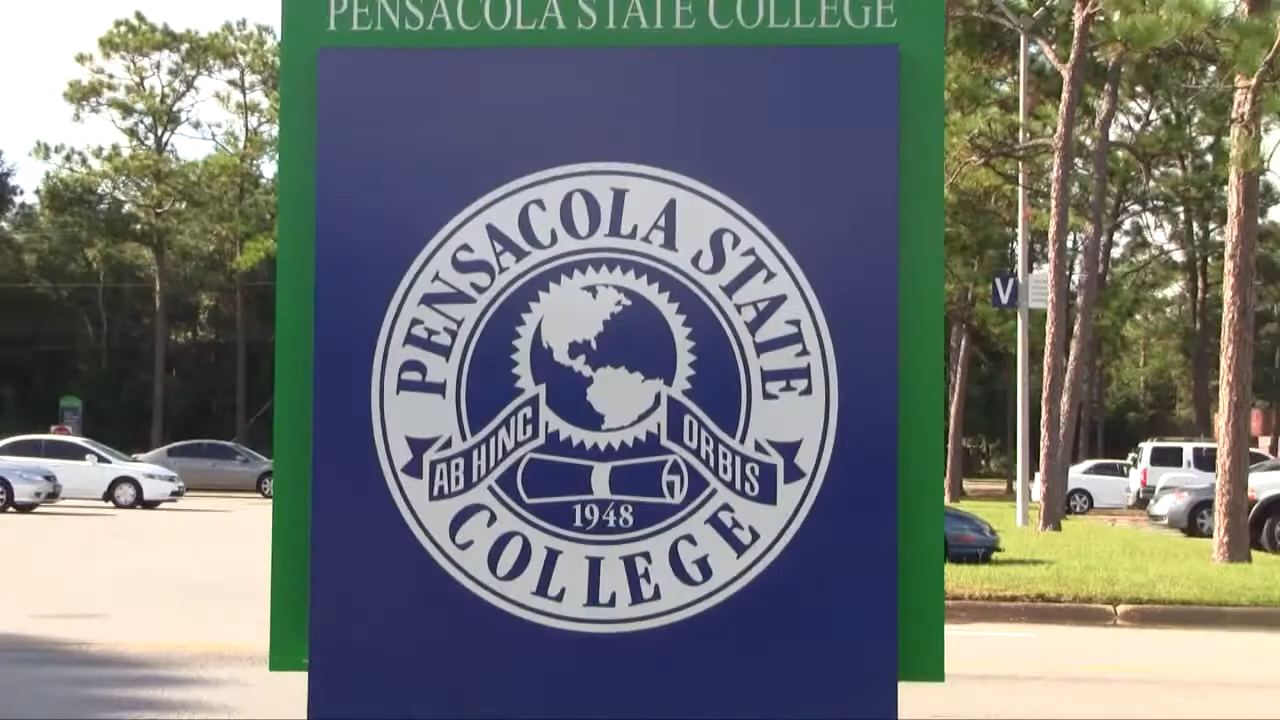 PENSACOLA STATE COLLEGE
PENSACOLA STATE
AB HINC ORBIS
1948
COLLEGE
V